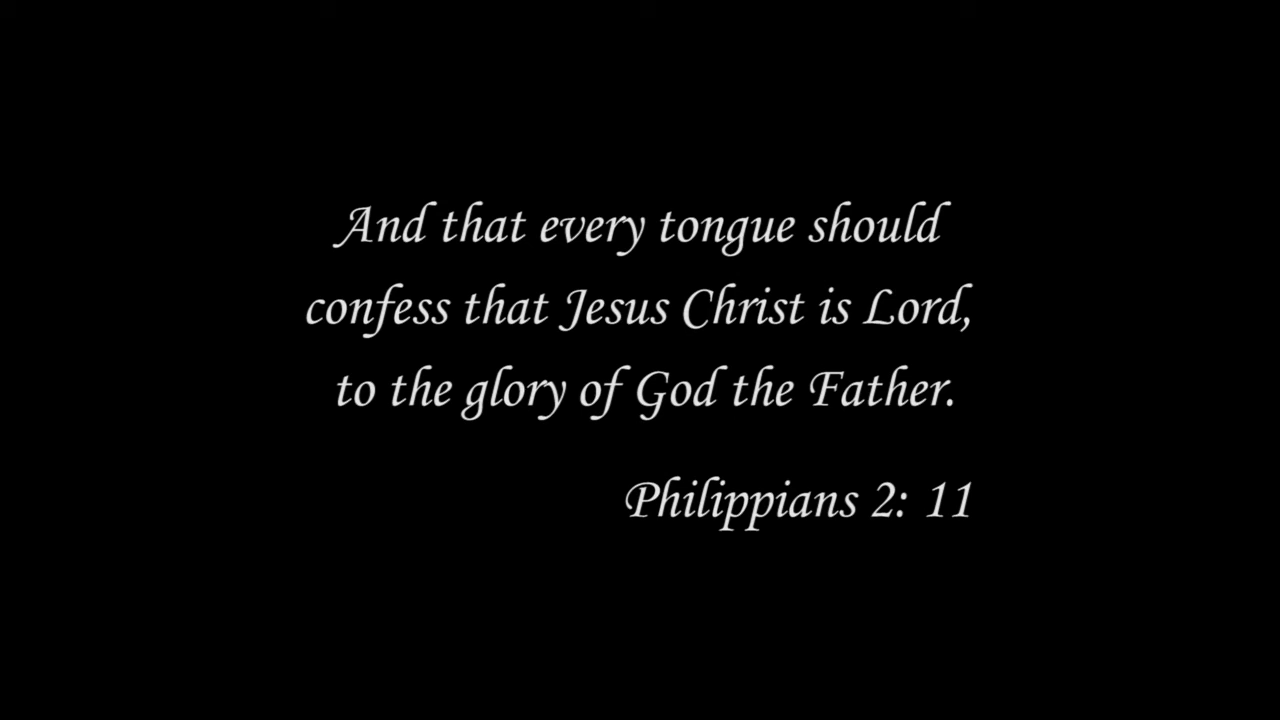 And that every tongue should
confess that Jesus Christ is Lord,
to the glory of God the Father.
Philippians 2: 11